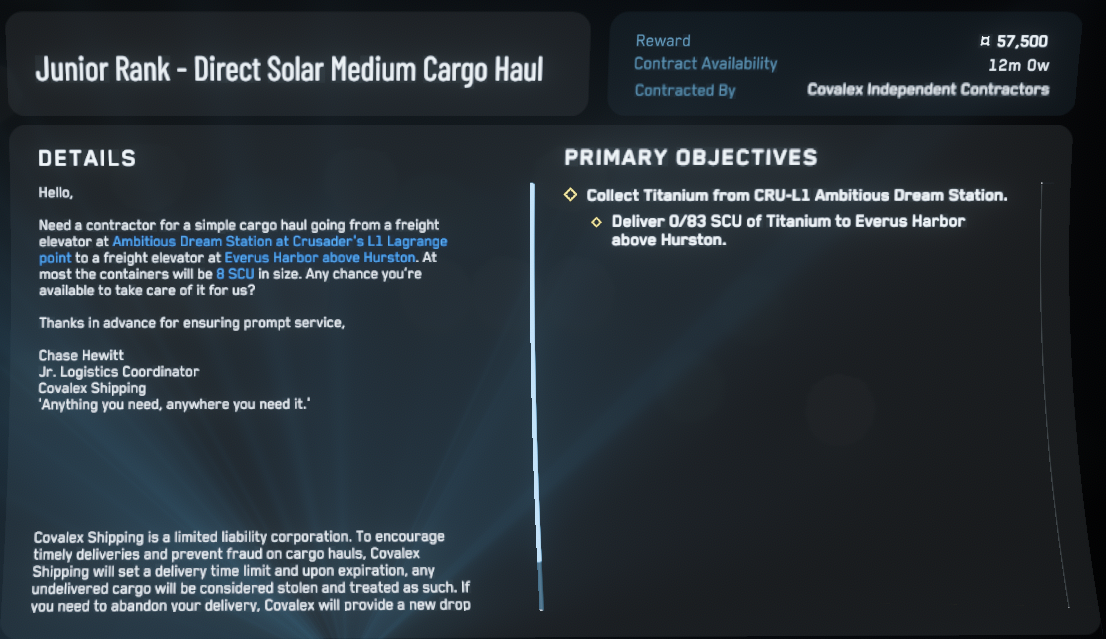 Junior Rank - Direct Solar Medium Cargo Haul
Reward ¤ 57,500
Contract Availability 12m 0w
Contracted By Covalex Independent Contractors
DETAILS
Hello,
Need a contractor for a simple cargo haul going from a freight
elevator at Ambitious Dream Station at Crusader's L1 Lagrange
point to a freight elevator at Everus Harbor above Hurston. At
most the containers will be 8 SCU in size. Any chance you're
available to take care of it for us?
Thanks in advance for ensuring prompt service,
Chase Hewitt
Jr. Logistics Coordinator
Covalex Shipping
'Anything you need, anywhere you need it.'
Covalex Shipping is a limited liability corporation. To encourage
timely deliveries and prevent fraud on cargo hauls, Covalex
Shipping will set a delivery time limit and upon expiration, any
undelivered cargo will be considered stolen and treated as such. If
you need to abandon your delivery, Covalex will provide a new drop
PRIMARY OBJECTIVES
Collect Titanium from CRU-L1 Ambitious Dream Station.
Deliver 0/83 SCU of Titanium to Everus Harbor
above Hurston.